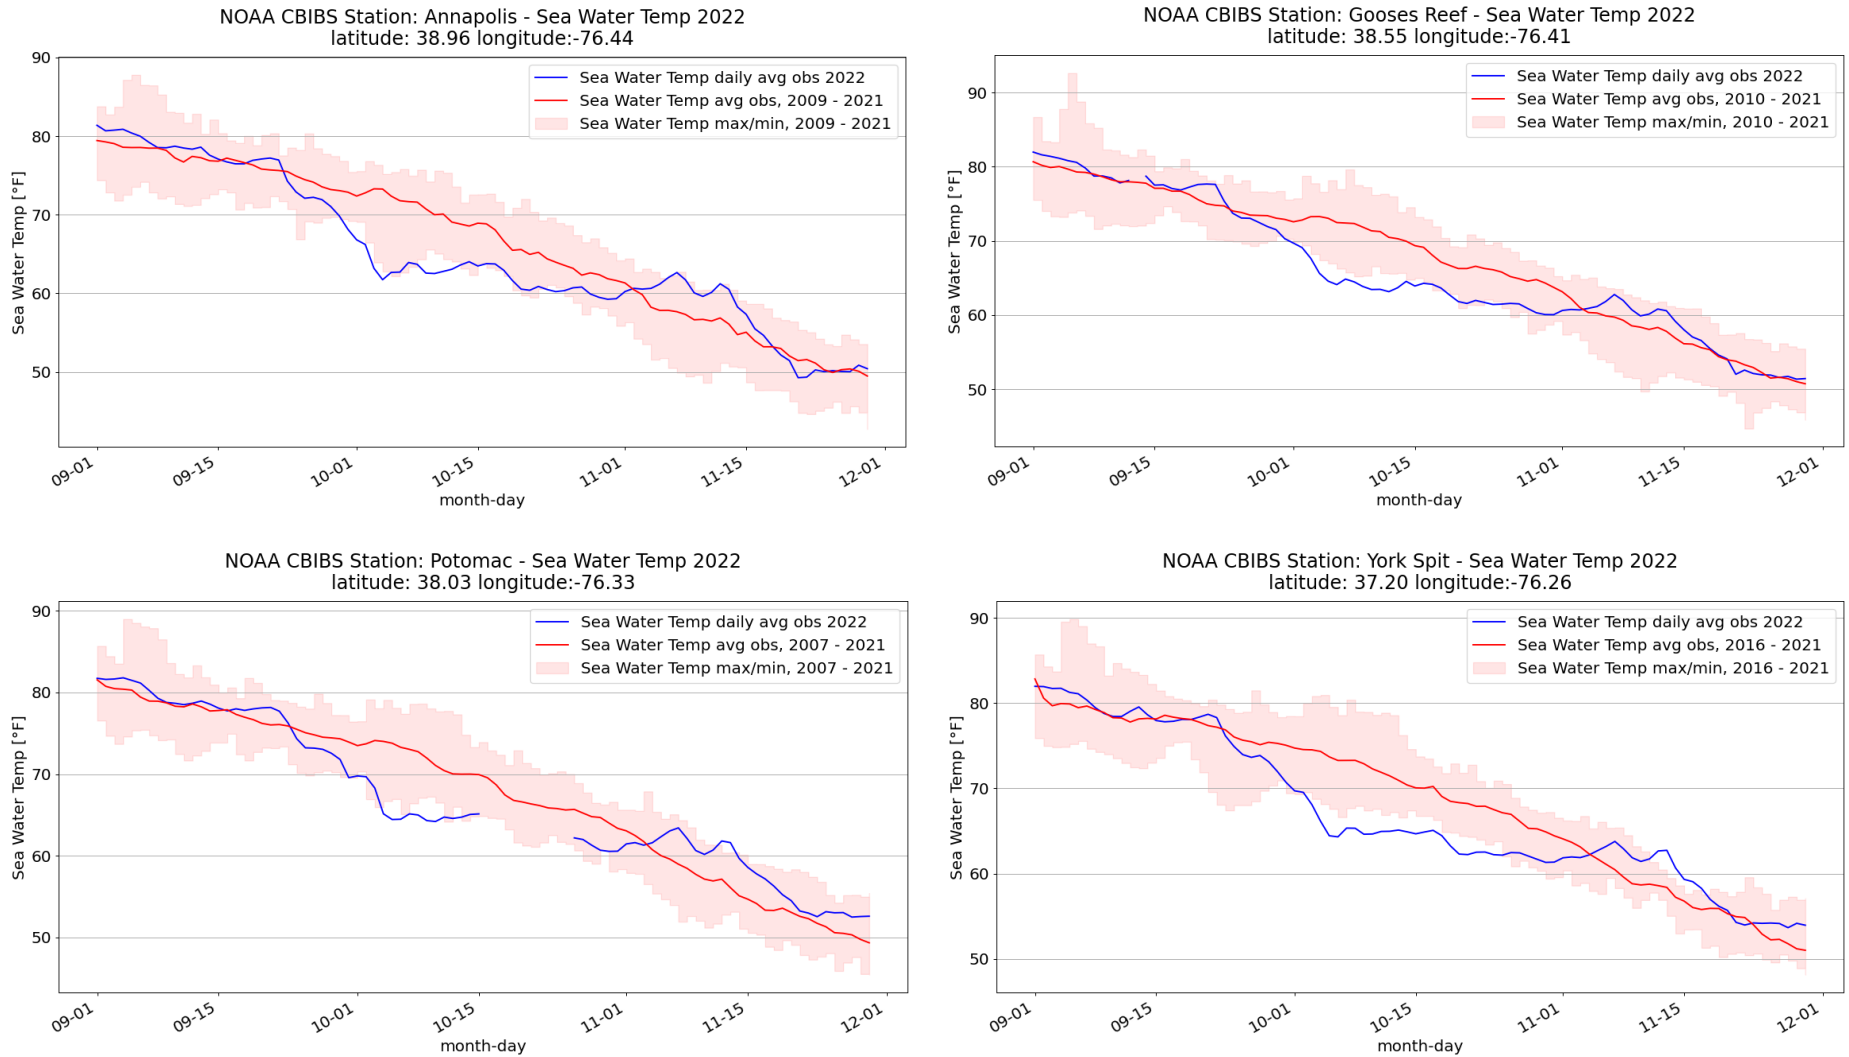 NOAA CBIBS Station: Annapolis - Sea Water Temp 2022
latitude: 38.96 longitude:-76.44
Sea Water Temp daily avg obs 2022
Sea Water Temp avg obs, 2009 - 2021
Sea Water Temp max/min, 2009 - 2021
Sea Water Temp [°F]
90
80
70
60
50
09-01
09-15
10-01
10-15
11-01
11-15
12-01
month-day
NOAA CBIBS Station: Gooses Reef - Sea Water Temp 2022
latitude: 38.55 longitude:-76.41
Sea Water Temp daily avg obs 2022
Sea Water Temp avg obs, 2010 - 2021
Sea Water Temp max/min, 2010 - 2021
Sea Water Temp [°F]
90
80
70
60
50
09-01
09-15
10-01
10-15
11-01
11-15
12-01
month-day
NOAA CBIBS Station: Potomac - Sea Water Temp 2022
latitude: 38.03 longitude:-76.33
Sea Water Temp daily avg obs 2022
Sea Water Temp avg obs, 2007 - 2021
Sea Water Temp max/min, 2007 - 2021
Sea Water Temp [°F]
90
80
70
60
50
09-01
09-15
10-01
10-15
11-01
11-15
12-01
month-day
NOAA CBIBS Station: York Spit - Sea Water Temp 2022
latitude: 37.20 longitude:-76.26
Sea Water Temp daily avg obs 2022
Sea Water Temp avg obs, 2016 - 2021
Sea Water Temp max/min, 2016 - 2021
Sea Water Temp [°F]
90
80
70
60
50
09-01
09-15
10-01
10-15
11-01
11-15
12-01
month-day